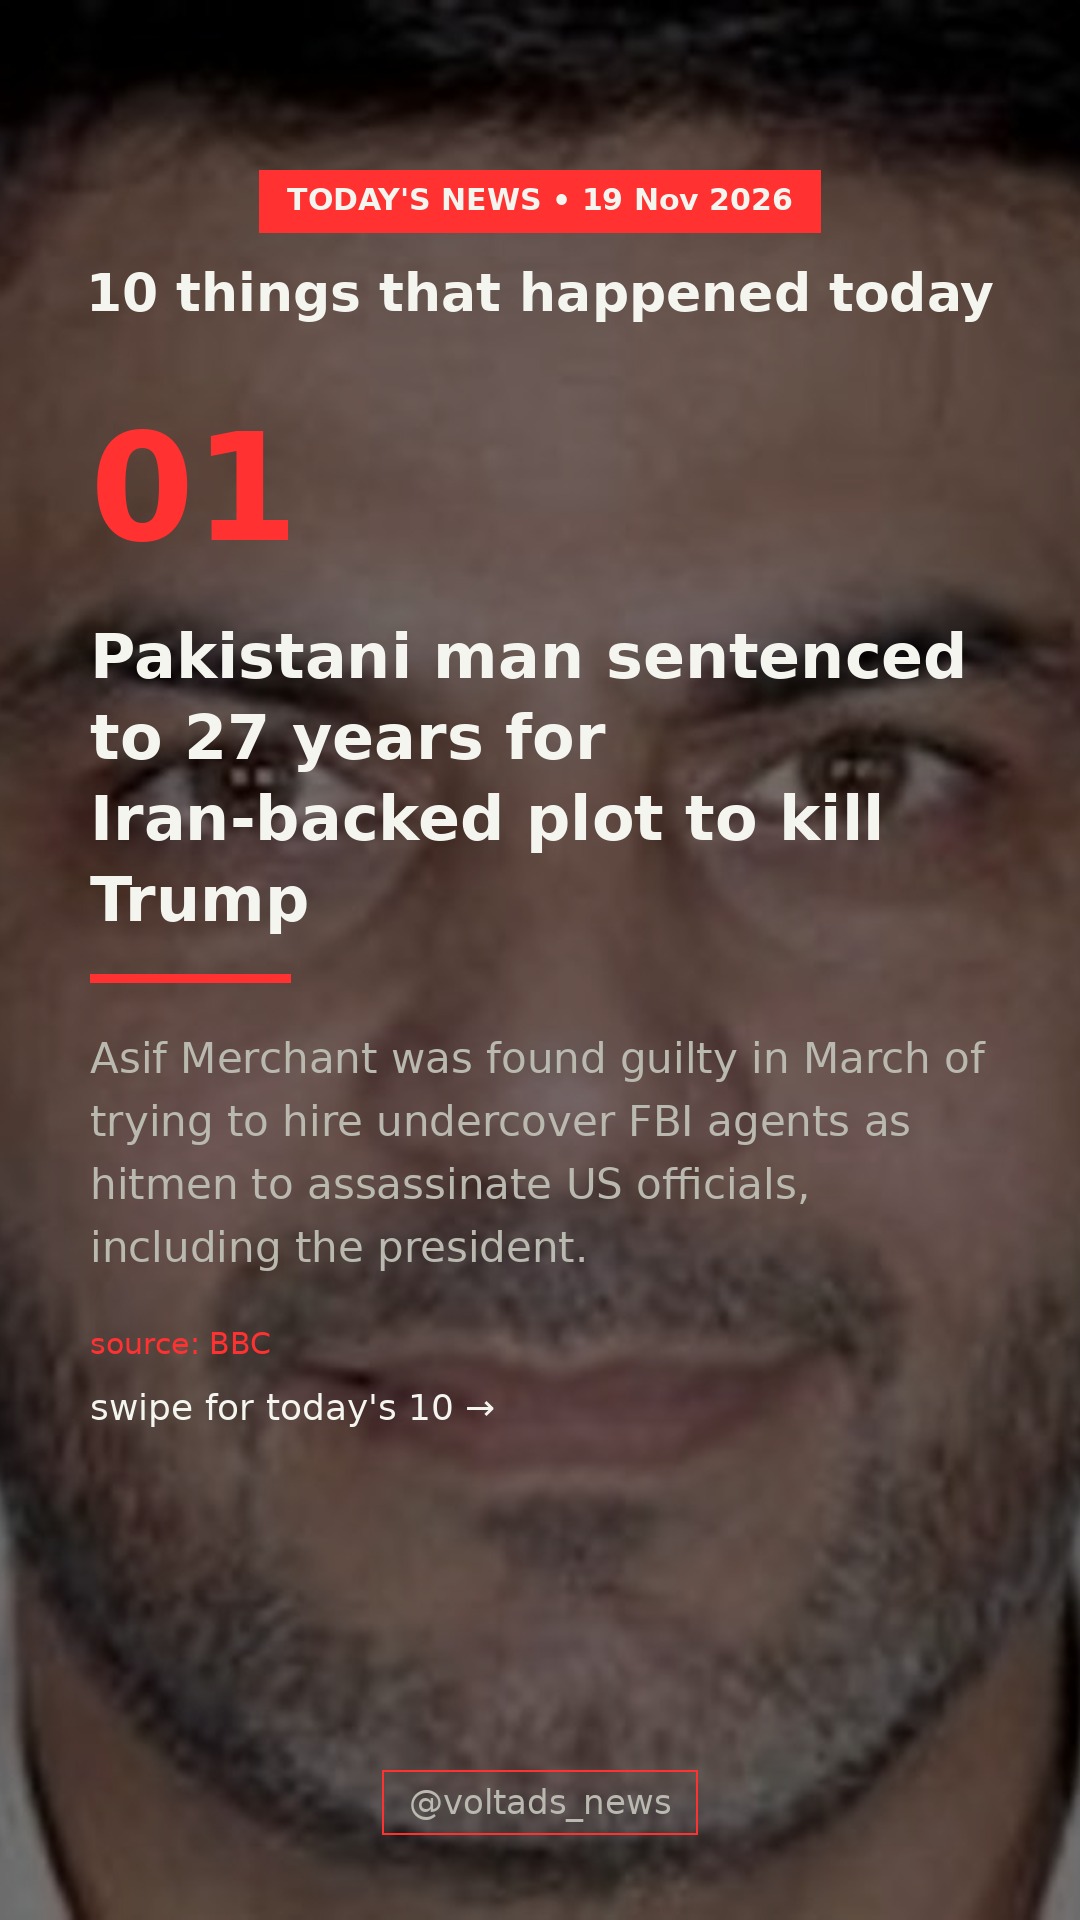 TODAY'S NEWS • 19 Nov 2026
10 things that happened today
01
Pakistani man sentenced
to 27 years for
Iran-backed plot to kill
Trump
Asif Merchant was found guilty in March of
trying to hire undercover FBI agents as
hitmen to assassinate US officials,
including the president.
source: BBC
swipe for today's 10 →
@voltads_news